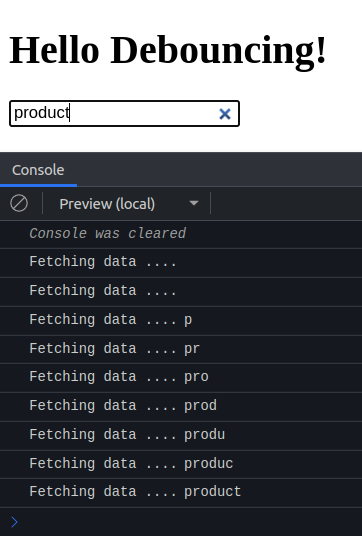 Hello Debouncing!
product
Console
Preview (local)
Console was cleared
Fetching data ....
Fetching data ....
Fetching data .... p
Fetching data .... pr
Fetching data .... pro
Fetching data .... prod
Fetching data .... produ
Fetching data .... produc
Fetching data .... product